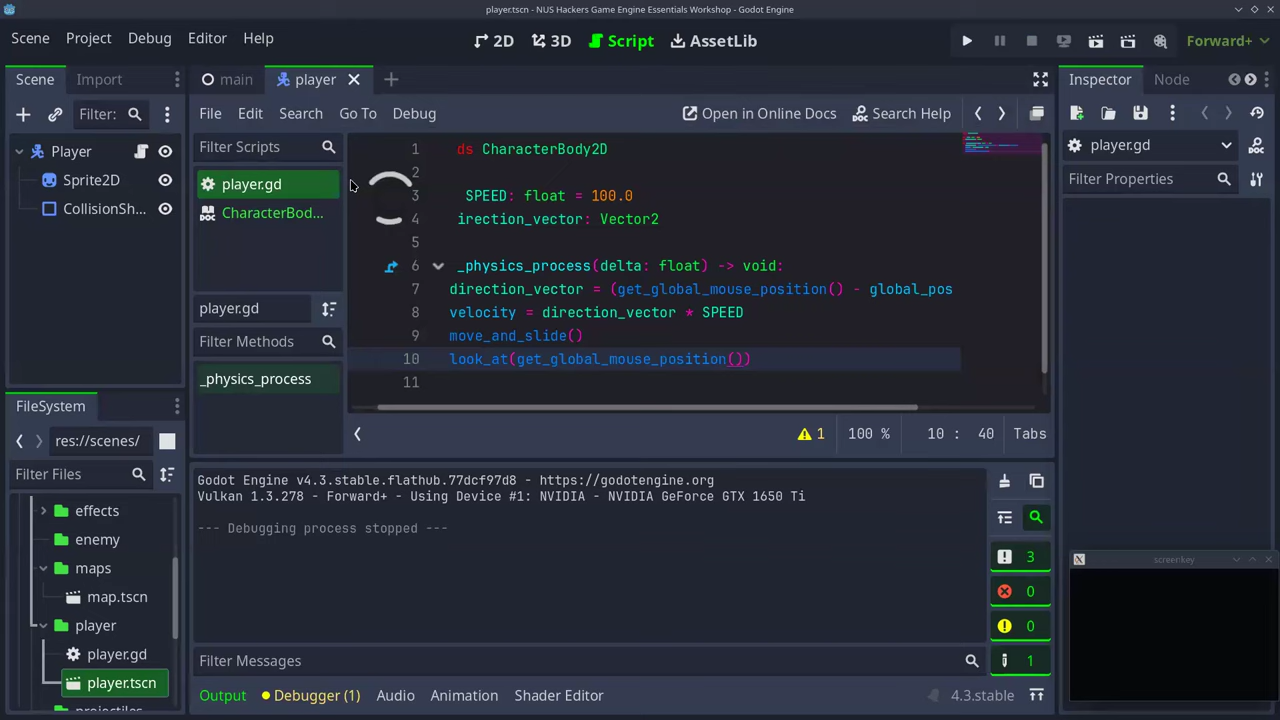 player.tscn - NUS Hackers Game Engine Essentials Workshop - Godot Engine
Scene Project Debug Editor Help 2D 3D Script AssetLib Forward+
Scene Import main player
Filter: File Edit Search Go To Debug Open in Online Docs Search Help
Inspector Node
Player
Sprite2D
CollisionSh...
Filter Scripts
player.gd
CharacterBod...
player.gd
Filter Methods
_physics_process
1 ds CharacterBody2D
2
3 SPEED: float = 100.0
4 irection_vector: Vector2
5
6 _physics_process(delta: float) -> void:
7 direction_vector = (get_global_mouse_position() - global_pos
8 velocity = direction_vector * SPEED
9 move_and_slide()
10 look_at(get_global_mouse_position())
11
1 100 % 10 : 40 Tabs
player.gd
Filter Properties
FileSystem
res://scenes/
Filter Files
effects
enemy
maps
map.tscn
player
player.gd
player.tscn
projectiles
Godot Engine v4.3.stable.flathub.77dcf97d8 - https://godotengine.org
Vulkan 1.3.278 - Forward+ - Using Device #1: NVIDIA - NVIDIA GeForce GTX 1650 Ti
--- Debugging process stopped ---
3
0
0
1
Filter Messages
Output Debugger (1) Audio Animation Shader Editor 4.3.stable
screenkey